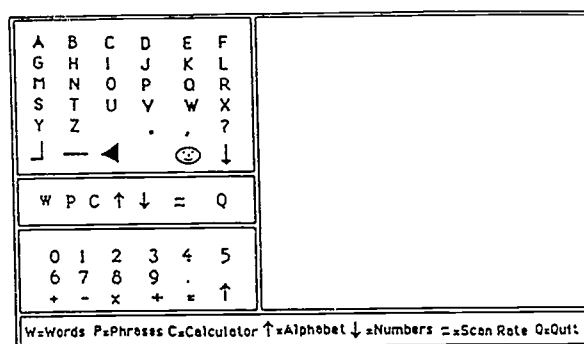 A B C D E F
G H I J K L
M N O P Q R
S T U V W X
Y Z . , ?
┘ — ◀ ☺ ↓
W P C ↑ ↓ = Q
0 1 2 3 4 5
6 7 8 9 .
+ - x ÷ = ↑
W=Words P=Phrases C=Calculator ↑=Alphabet ↓=Numbers ==Scan Rate Q=Quit